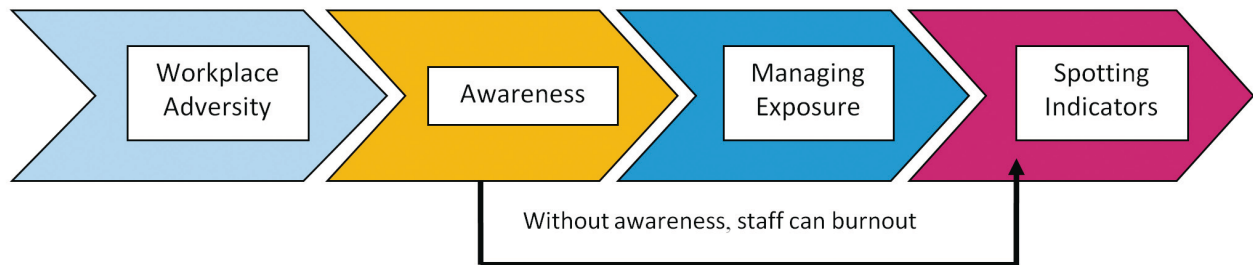 Workplace
Adversity
Awareness
Managing
Exposure
Spotting
Indicators
Without awareness, staff can burnout